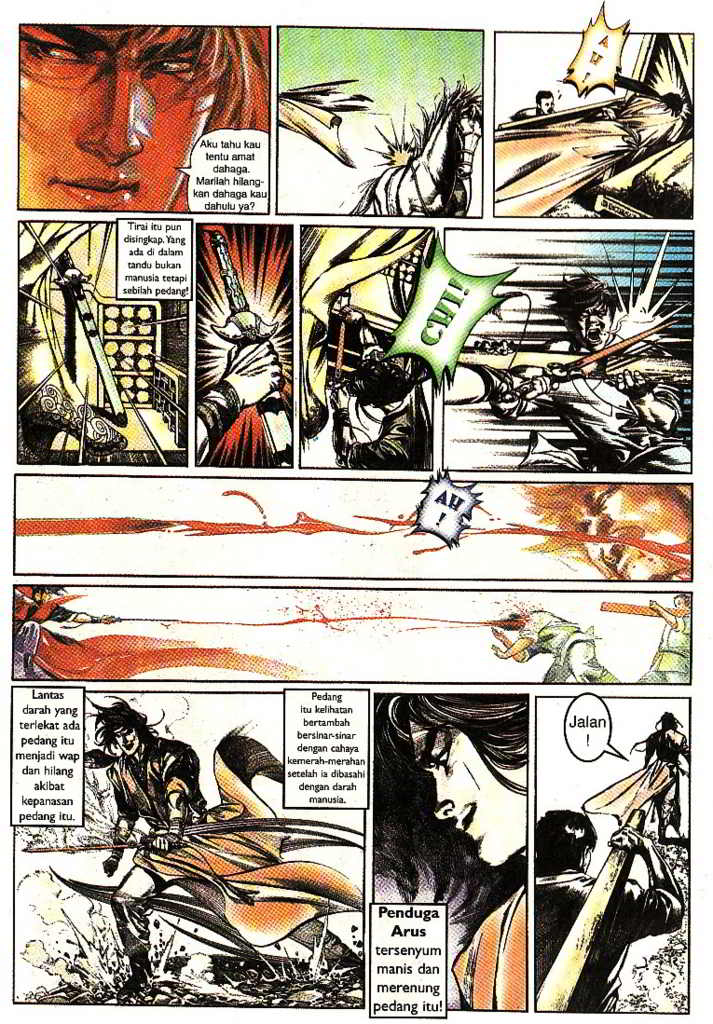 Aku tahu kau
tentu amat
dahaga.
Marilah hilang-
kan dahaga kau
dahulu ya?
AH!
Tirai itu pun
disingkap. Yang
ada di dalam
tandu bukan
manusia tetapi
sebilah pedang!
CHI!
AH
!
Lantas
darah yang
terlekat ada
pedang itu
menjadi wap
dan hilang
akibat
kepanasan
pedang itu.
Pedang
itu kelihatan
bertambah
bersinar-sinar
dengan cahaya
kemerah-merahan
setelah ia dibasahi
dengan darah
manusia.
Penduga
Arus
tersenyum
manis dan
merenung
pedang itu!
Jalan
!